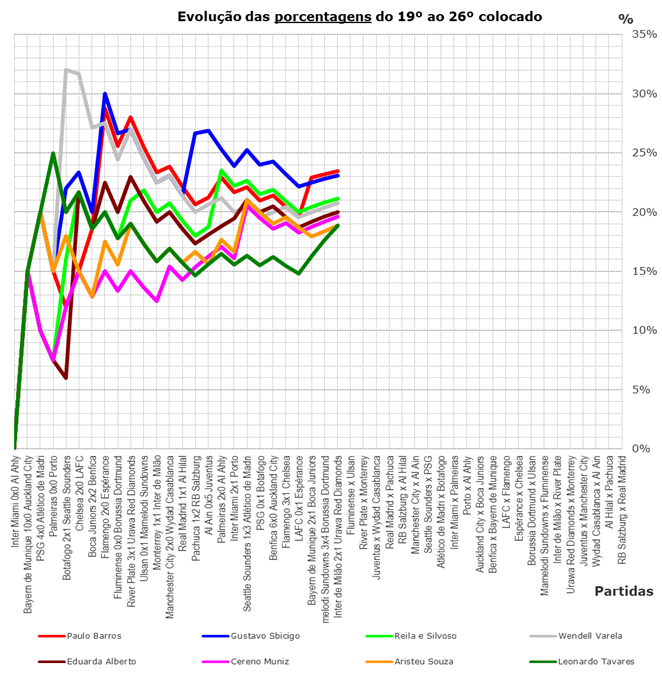 Evolução das porcentagens do 19º ao 26º colocado
%
35%
30%
25%
20%
15%
10%
5%
0%
Inter Miami 0x0 Al Ahly
Bayern de Munique 10x0 Auckland City
PSG 4x0 Atlético de Madri
Palmeiras 0x0 Porto
Botafogo 2x1 Seattle Sounders
Chelsea 2x0 LAFC
Boca Juniors 2x2 Benfica
Flamengo 2x0 Espérance
Fluminense 0x0 Borussia Dortmund
River Plate 3x1 Urawa Red Diamonds
Ulsan 0x1 Mamelodi Sundowns
Monterrey 1x1 Inter de Milão
Manchester City 2x0 Wydad Casablanca
Real Madrid 1x1 Al Hilal
Pachuca 1x2 RB Salzburg
Al Ain 0x5 Juventus
Palmeiras 2x0 Al Ahly
Inter Miami 2x1 Porto
Seattle Sounders 1x3 Atlético de Madri
PSG 0x1 Botafogo
Benfica 6x0 Auckland City
Flamengo 3x1 Chelsea
LAFC 0x1 Espérance
Bayern de Munique 2x1 Boca Juniors
melodi Sundowns 3x4 Borussia Dortmund
Inter de Milão 2x1 Urawa Red Diamonds
Fluminense x Ulsan
River Plate x Monterrey
Juventus x Wydad Casablanca
Real Madrid x Pachuca
RB Salzburg x Al Hilal
Manchester City x Al Ain
Seattle Sounders x PSG
Atlético de Madri x Botafogo
Inter Miami x Palmeiras
Porto x Al Ahly
Auckland City x Boca Juniors
Benfica x Bayern de Munique
LAFC x Flamengo
Espérance x Chelsea
Borussia Dortmund x Ulsan
Mamelodi Sundowns x Fluminense
Inter de Milão x River Plate
Urawa Red Diamonds x Monterrey
Juventus x Manchester City
Wydad Casablanca x Al Ain
Al Hilal x Pachuca
RB Salzburg x Real Madrid
Partidas
Paulo Barros
Gustavo Sbicigo
Reila e Silvoso
Wendell Varela
Eduarda Alberto
Cereno Muniz
Aristeu Souza
Leonardo Tavares